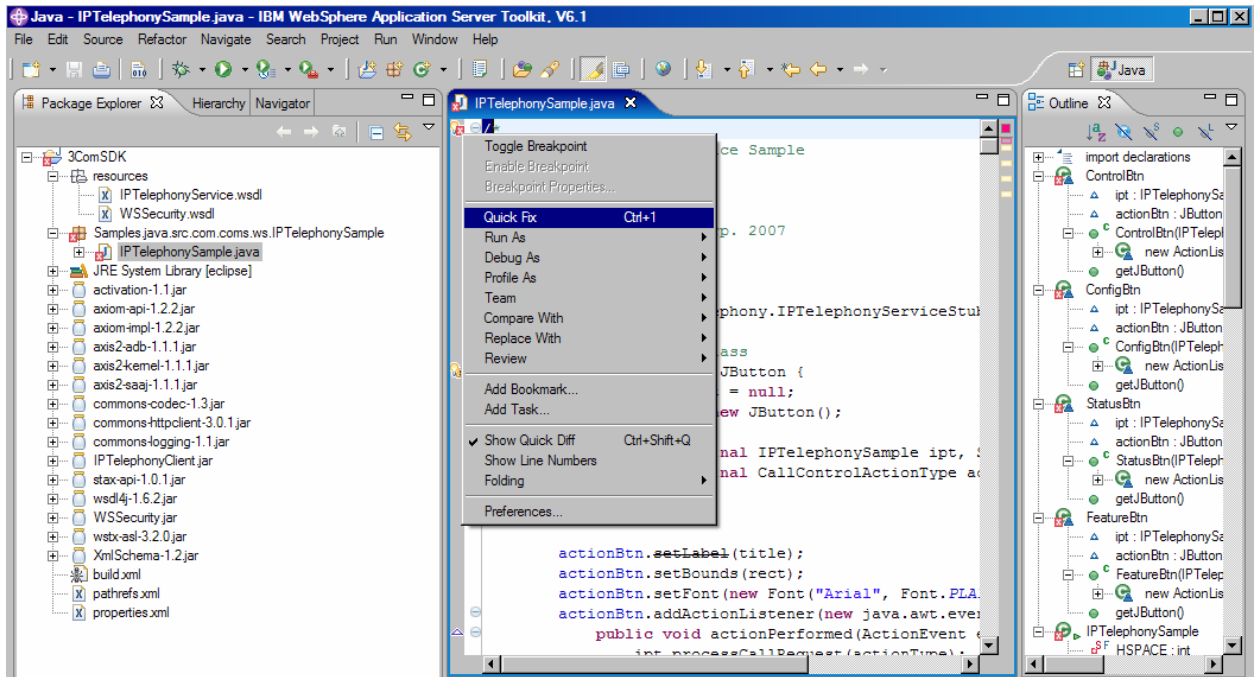 Java - IPTelephonySample.java - IBM WebSphere Application Server Toolkit, V6.1
File Edit Source Refactor Navigate Search Project Run Window Help
Java
Package Explorer Hierarchy Navigator
3ComSDK
resources
IPTelephonyService.wsdl
WSSecurity.wsdl
Samples.java.src.com.coms.ws.IPTelephonySample
IPTelephonySample.java
JRE System Library [eclipse]
activation-1.1.jar
axiom-api-1.2.2.jar
axiom-impl-1.2.2.jar
axis2-adb-1.1.1.jar
axis2-kernel-1.1.1.jar
axis2-saaj-1.1.1.jar
commons-codec-1.3.jar
commons-httpclient-3.0.1.jar
commons-logging-1.1.jar
IPTelephonyClient.jar
stax-api-1.0.1.jar
wsdl4j-1.6.2.jar
WSSecurity.jar
wstx-asl-3.2.0.jar
XmlSchema-1.2.jar
build.xml
pathrefs.xml
properties.xml
IPTelephonySample.java
/*
ce Sample
p. 2007
phony.IPTelephonyServiceStub
ass
JButton {
= null;
ew JButton();
nal IPTelephonySample ipt, S
nal CallControlActionType ac
actionBtn.setLabel(title);
actionBtn.setBounds(rect);
actionBtn.setFont(new Font("Arial", Font.PLA
actionBtn.addActionListener(new java.awt.ever
public void actionPerformed(ActionEvent e
ipt.processCallRequest(actionType);
Toggle Breakpoint
Enable Breakpoint
Breakpoint Properties...
Quick Fix Ctrl+1
Run As
Debug As
Profile As
Team
Compare With
Replace With
Review
Add Bookmark...
Add Task...
Show Quick Diff Ctrl+Shift+Q
Show Line Numbers
Folding
Preferences...
Outline
import declarations
ControlBtn
ipt : IPTelephonySa
actionBtn : JButton
ControlBtn(IPTelepl
new ActionLis
getJButton()
ConfigBtn
ipt : IPTelephonySa
actionBtn : JButton
ConfigBtn(IPTeleph
new ActionLis
getJButton()
StatusBtn
ipt : IPTelephonySa
actionBtn : JButton
StatusBtn(IPTeleph
new ActionLis
getJButton()
FeatureBtn
ipt : IPTelephonySa
actionBtn : JButton
FeatureBtn(IPTelep
new ActionLis
getJButton()
IPTelephonySample
HSPACE : int